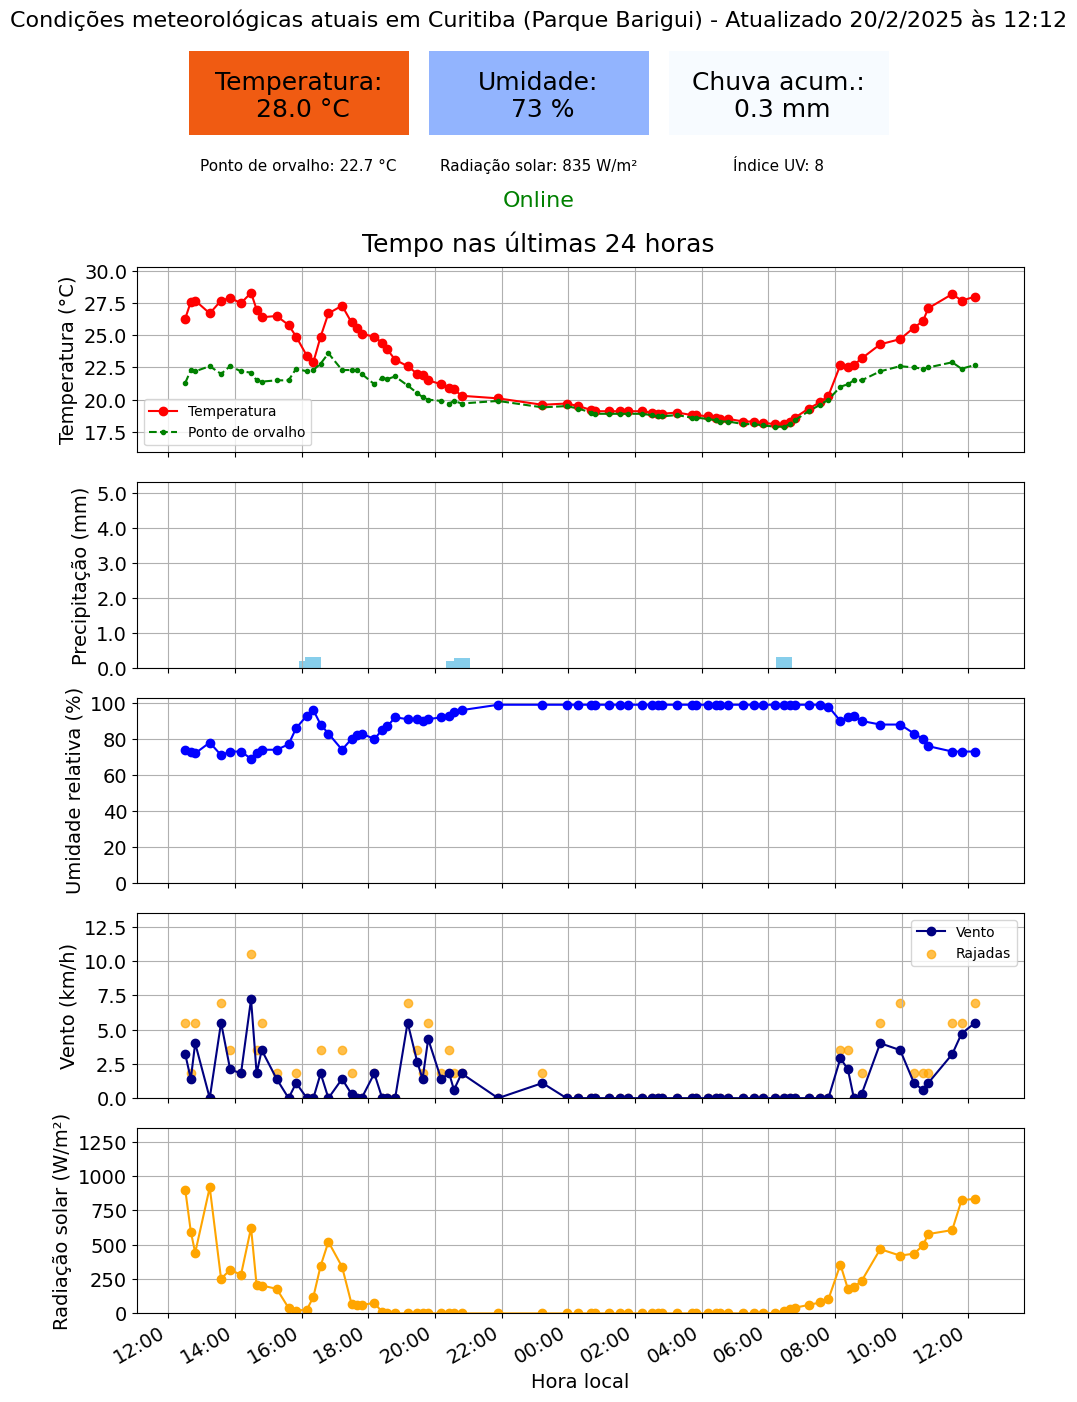 Condições meteorológicas atuais em Curitiba (Parque Barigui) - Atualizado 20/2/2025 às 12:12
Temperatura:
28.0 °C
Umidade:
73 %
Chuva acum.:
0.3 mm
Ponto de orvalho: 22.7 °C
Radiação solar: 835 W/m²
Índice UV: 8
Online
Tempo nas últimas 24 horas
Temperatura (°C)
30.0
27.5
25.0
22.5
20.0
17.5
Temperatura
Ponto de orvalho
Precipitação (mm)
5.0
4.0
3.0
2.0
1.0
0.0
Umidade relativa (%)
100
80
60
40
20
0
Vento (km/h)
12.5
10.0
7.5
5.0
2.5
0.0
Vento
Rajadas
Radiação solar (W/m²)
1250
1000
750
500
250
0
12:00
14:00
16:00
18:00
20:00
22:00
00:00
02:00
04:00
06:00
08:00
10:00
12:00
Hora local